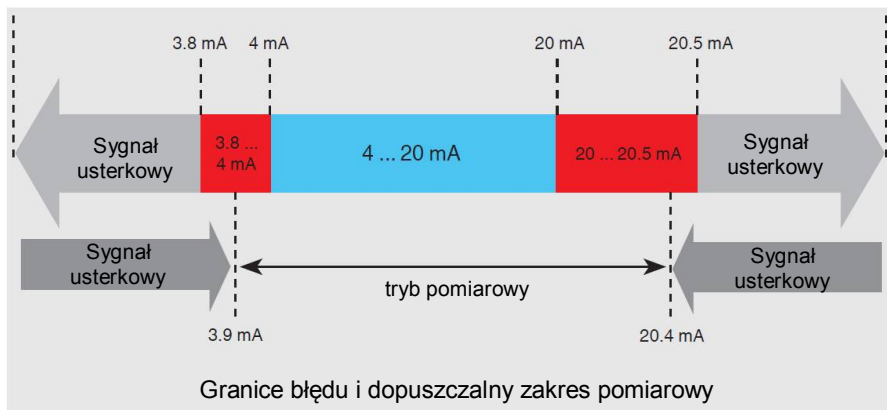 3.8 mA 4 mA 20 mA 20.5 mA
Sygnał
usterkowy
3.8 ...
4 mA
4 ... 20 mA
20 ... 20.5 mA
Sygnał
usterkowy
Sygnał
usterkowy
tryb pomiarowy
Sygnał
usterkowy
3.9 mA 20.4 mA
Granice błędu i dopuszczalny zakres pomiarowy